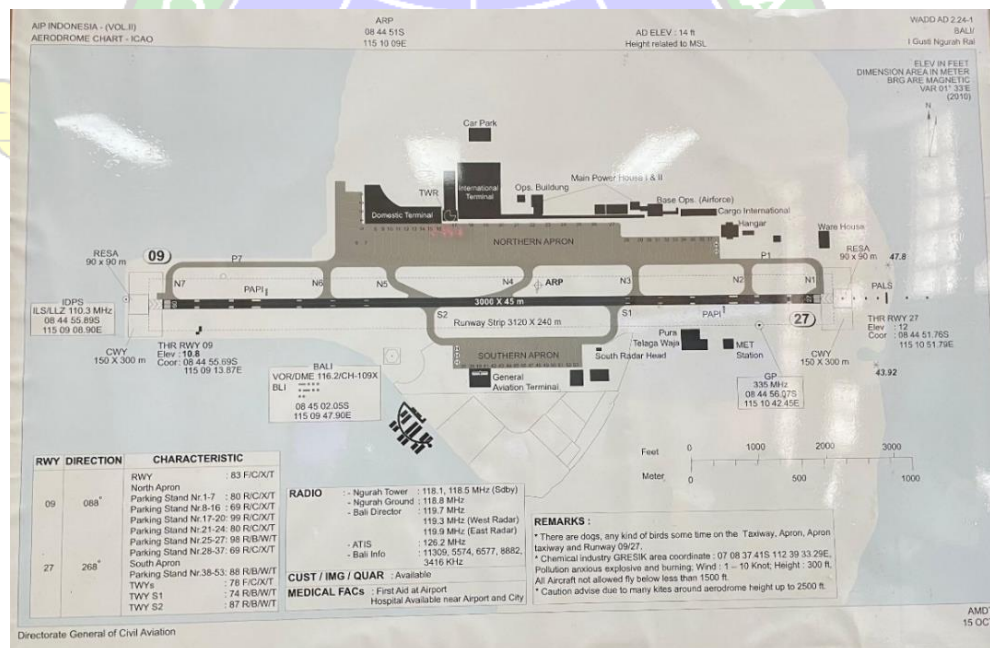 AIP INDONESIA - (VOL.II)
AERODROME CHART - ICAO
ARP
08 44 51S
115 10 09E
AD ELEV : 14 ft
Height related to MSL
WADD AD 2.24-1
BALI/
I Gusti Ngurah Rai
ELEV IN FEET
DIMENSION AREA IN METER
BRG ARE MAGNETIC
VAR 01° 33'E
(2010)
N
Car Park
TWR
International
Terminal
Ops. Buildung
Main Power House I & II
Base Ops. (Airforce)
Cargo International
Hangar
Ware House
Domestic Terminal
NORTHERN APRON
RESA
90 x 90 m
09
P7
P1
RESA
90 x 90 m
47.8
N7
PAPI
N6
N5
N4
ARP
N3
N2
N1
PALS
IDPS
ILS/LLZ 110.3 MHz
08 44 55.89S
115 09 08.90E
3000 X 45 m
S2
Runway Strip 3120 X 240 m
S1
PAPI
27
THR RWY 27
Elev : 12
Coor : 08 44 51.76S
115 10 51.79E
CWY
150 X 300 m
THR RWY 09
Elev : 10.8
Coor: 08 44 55.69S
115 09 13.87E
Pura
Telaga Waja
MET
Station
CWY
150 X 300 m
43.92
SOUTHERN APRON
South Radar Head
General
Aviation Terminal
BALI
VOR/DME 116.2/CH-109X
BLI
08 45 02.05S
115 09 47.90E
GP
335 MHz
08 44 56.07S
115 10 42.45E
Feet 0 1000 2000 3000
Meter 0 500 1000
RWY DIRECTION CHARACTERISTIC
RWY : 83 F/C/X/T
North Apron
Parking Stand Nr.1-7 : 80 R/C/X/T
09 088° Parking Stand Nr.8-16 : 69 R/C/X/T
Parking Stand Nr.17-20: 99 R/C/X/T
Parking Stand Nr.21-24: 80 R/C/X/T
Parking Stand Nr.25-27: 98 R/B/W/T
Parking Stand Nr.28-37: 69 R/C/X/T
27 268° South Apron
Parking Stand Nr.38-53: 88 R/B/W/T
TWYs : 78 F/C/X/T
TWY S1 : 74 R/B/W/T
TWY S2 : 87 R/B/W/T
RADIO : - Ngurah Tower : 118.1, 118.5 MHz (Sdby)
- Ngurah Ground : 118.8 MHz
- Bali Director : 119.7 MHz
119.3 MHz (West Radar)
119.9 MHz (East Radar)
- ATIS : 126.2 MHz
- Bali Info : 11309, 5574, 6577, 8882,
3416 KHz
CUST / IMG / QUAR : Available
MEDICAL FACs : First Aid at Airport
Hospital Available near Airport and City
REMARKS :
* There are dogs, any kind of birds some time on the Taxiway, Apron, Apron
taxiway and Runway 09/27.
* Chemical industry GRESIK area coordinate : 07 08 37.41S 112 39 33.29E,
Pollution anxious explosive and burning; Wind : 1 – 10 Knot; Height : 300 ft,
All Aircraft not allowed fly below less than 1500 ft.
* Caution advise due to many kites around aerodrome height up to 2500 ft.
Directorate General of Civil Aviation
AMDT
15 OC